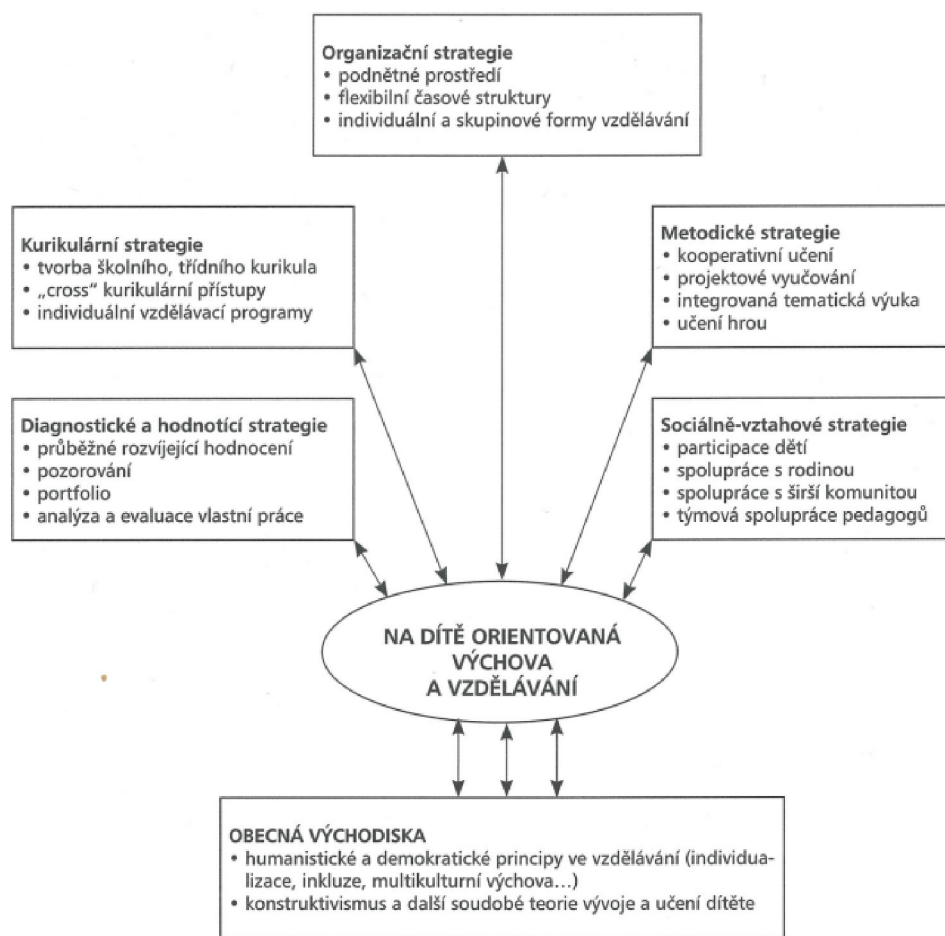 Organizační strategie
• podnětné prostředí
• flexibilní časové struktury
• individuální a skupinové formy vzdělávání
Kurikulární strategie
• tvorba školního, třídního kurikula
• „cross“ kurikulární přístupy
• individuální vzdělávací programy
Metodické strategie
• kooperativní učení
• projektové vyučování
• integrovaná tematická výuka
• učení hrou
Diagnostické a hodnotící strategie
• průběžné rozvíjející hodnocení
• pozorování
• portfolio
• analýza a evaluace vlastní práce
Sociálně-vztahové strategie
• participace dětí
• spolupráce s rodinou
• spolupráce s širší komunitou
• týmová spolupráce pedagogů
NA DÍTĚ ORIENTOVANÁ
VÝCHOVA
A VZDĚLÁVÁNÍ
OBECNÁ VÝCHODISKA
• humanistické a demokratické principy ve vzdělávání (individua-
lizace, inkluze, multikulturní výchova...)
• konstruktivismus a další soudobé teorie vývoje a učení dítěte